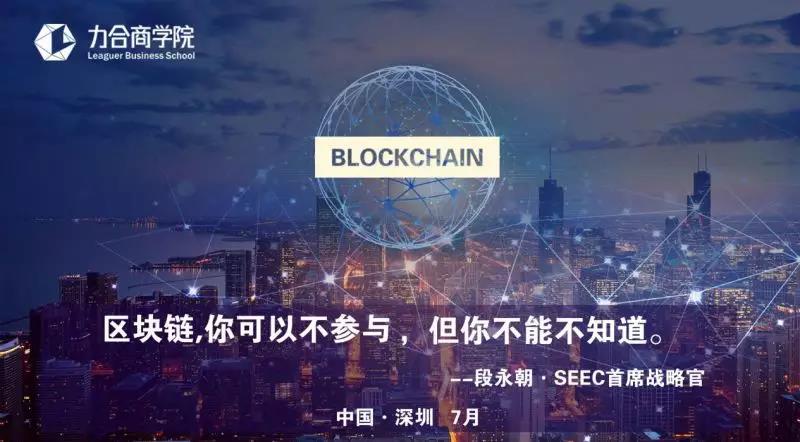 力合商学院
Leaguer Business School
BLOCKCHAIN
区块链,你可以不参与，但你不能不知道。
--段永朝·SEEC首席战略官
中国·深圳 7月